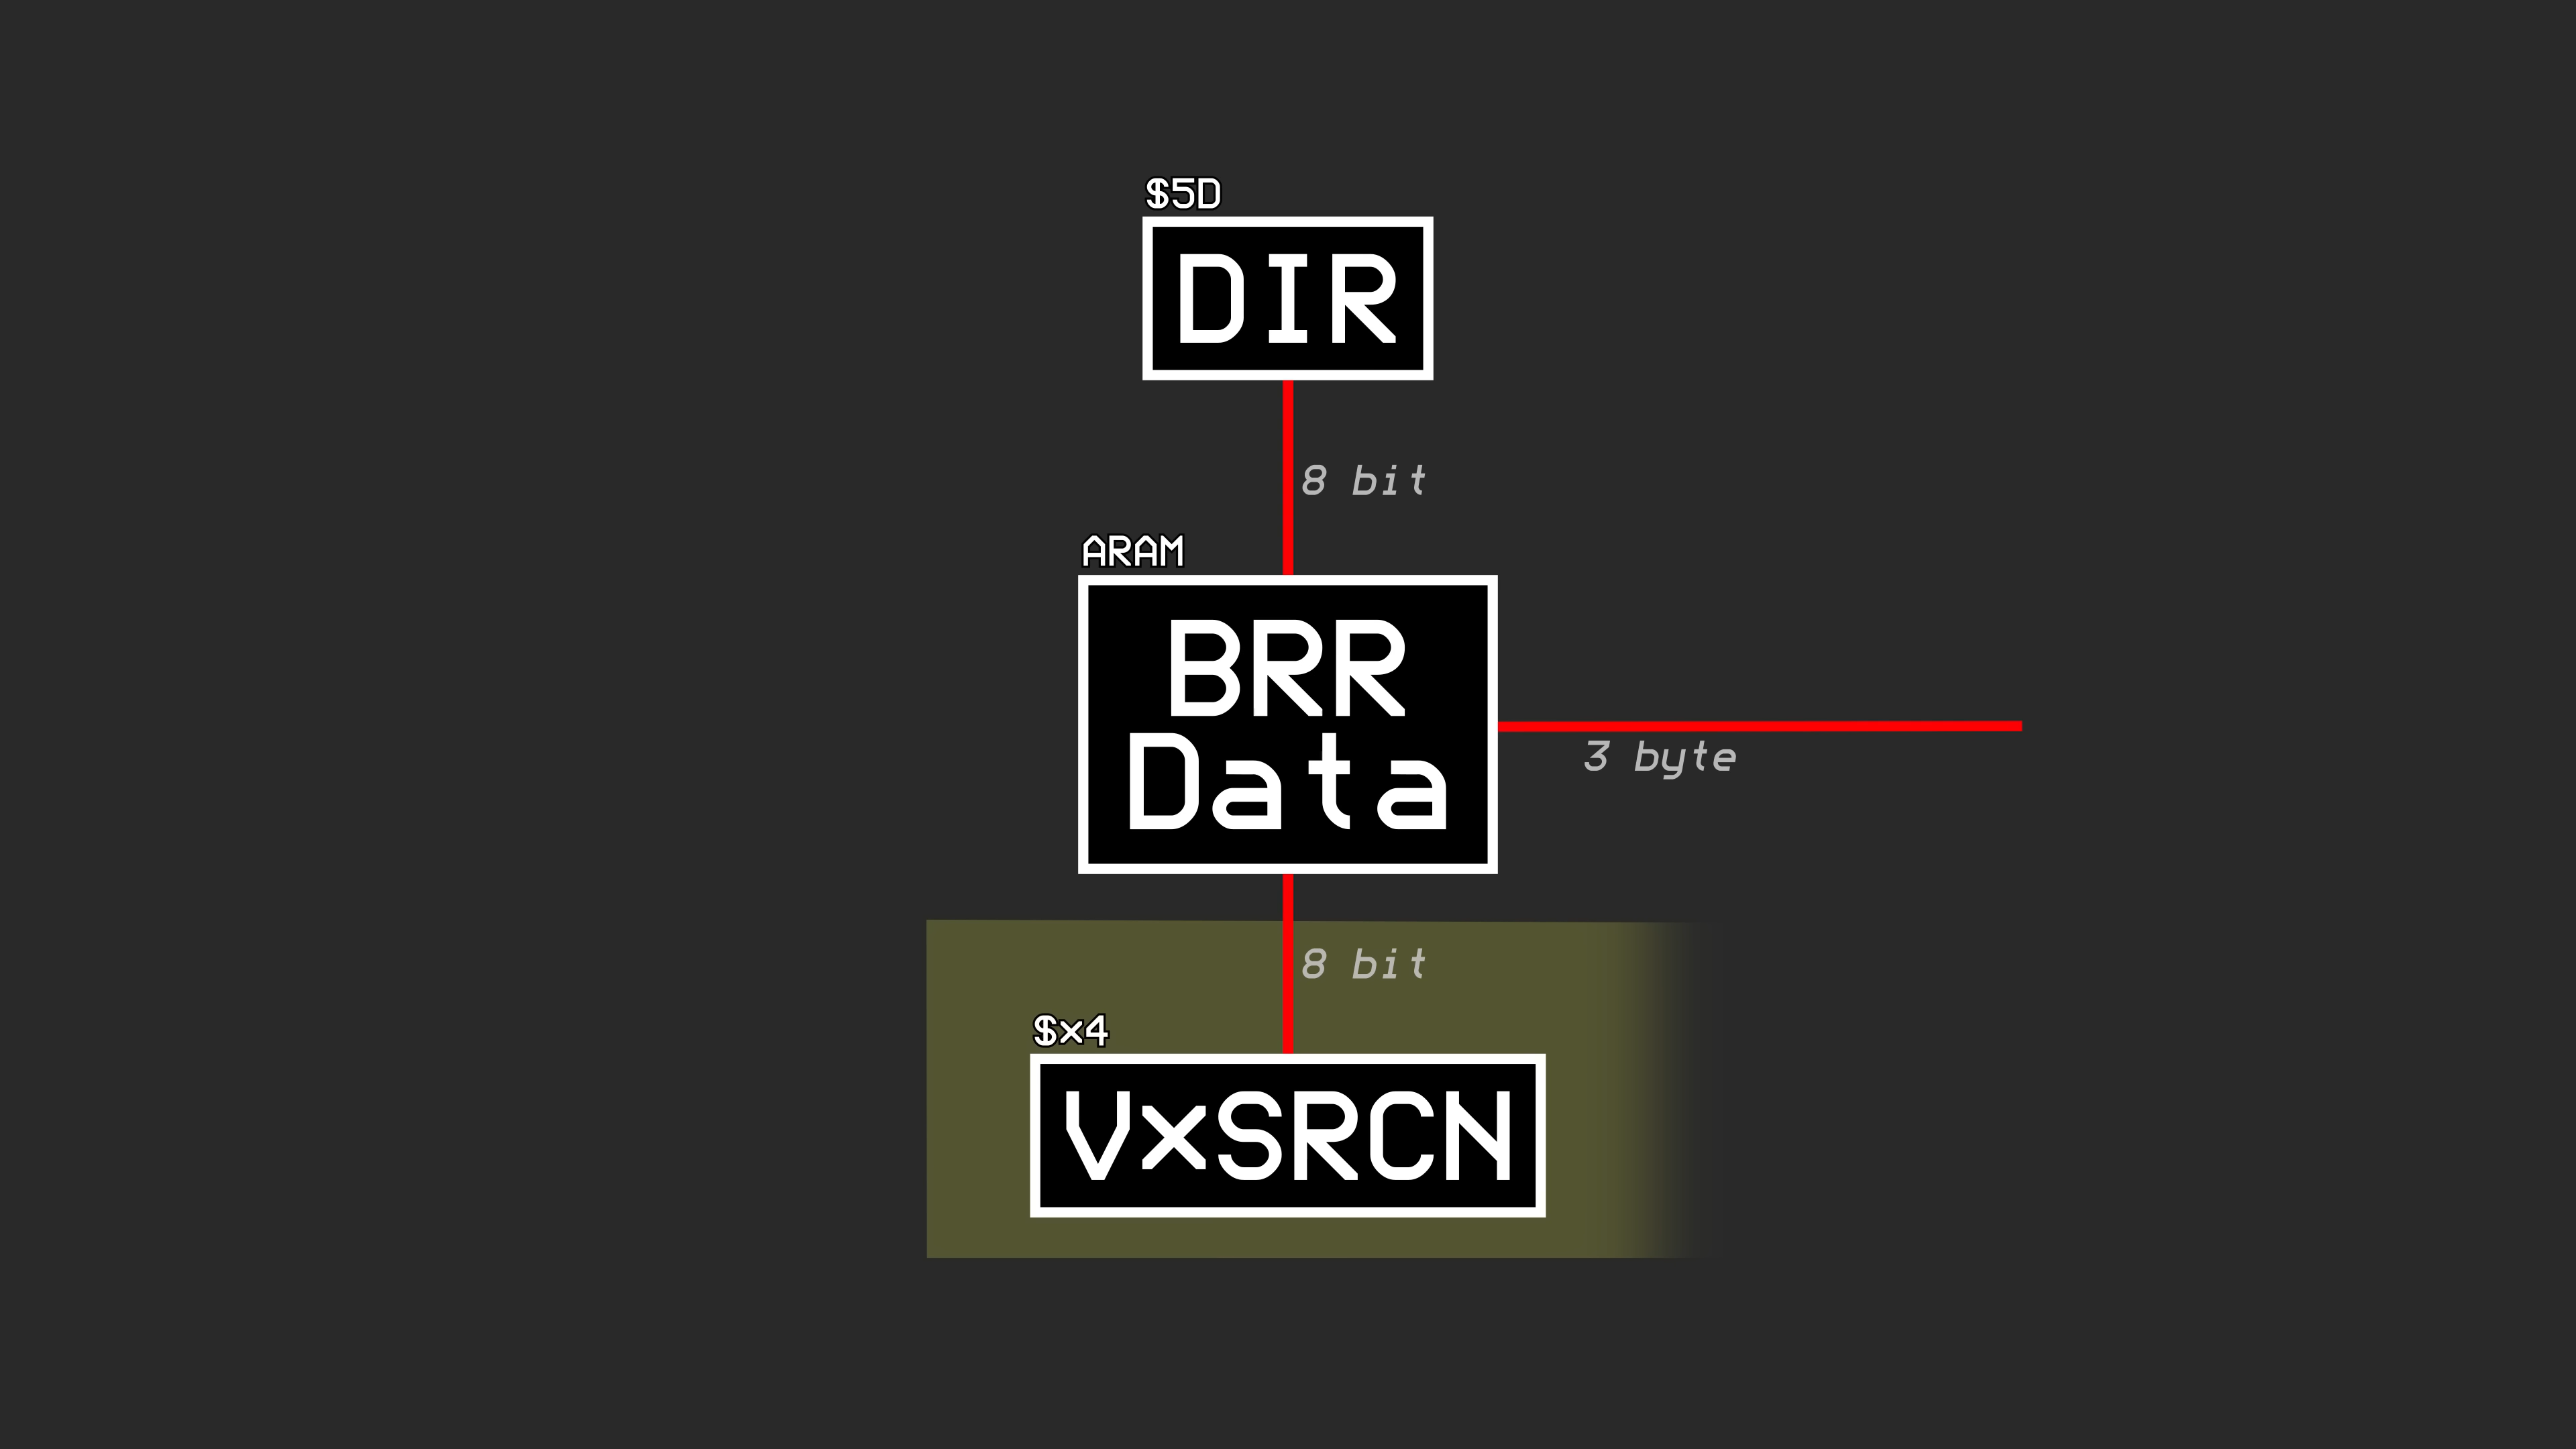 $5D
DIR
8 bit
ARAM
BRR
Data
3 byte
8 bit
$x4
VxSRCN